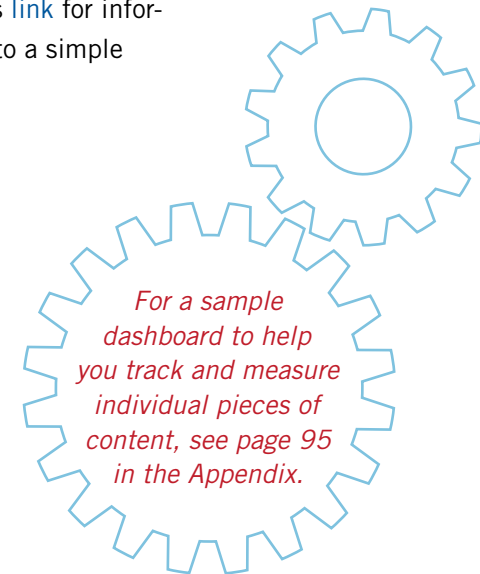 s link for infor-
to a simple
For a sample
dashboard to help
you track and measure
individual pieces of
content, see page 95
in the Appendix.